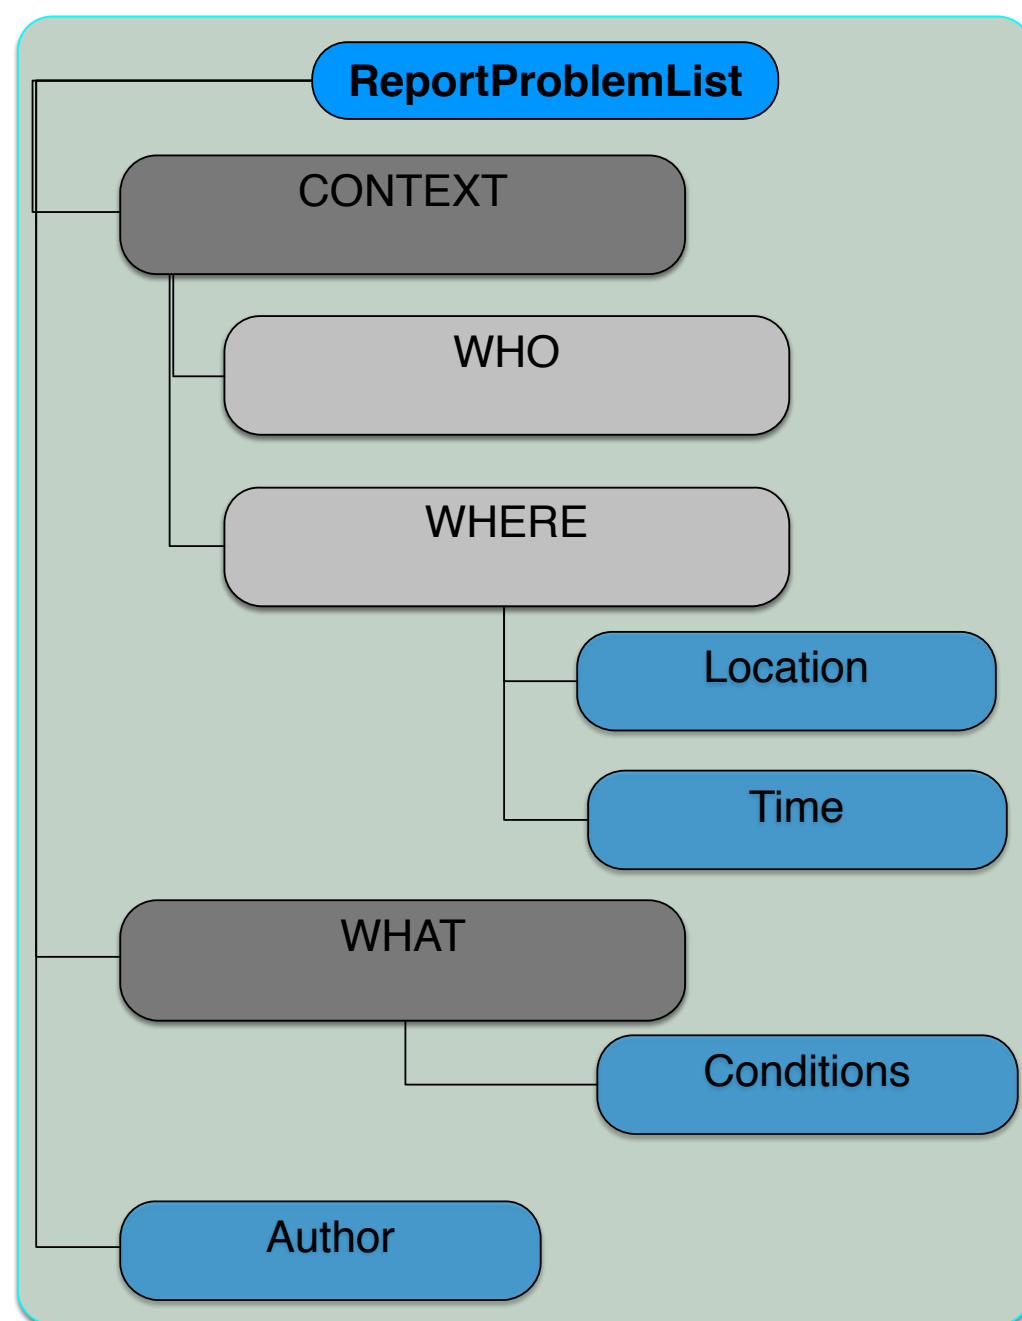 ReportProblemList
CONTEXT
WHO
WHERE
Location
Time
WHAT
Conditions
Author